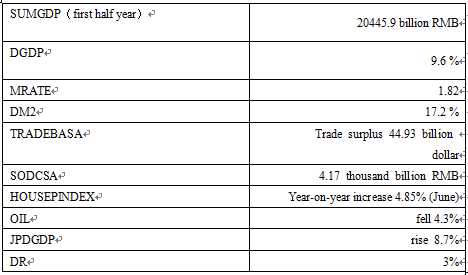 SUMGDP（first half year）
20445.9 billion RMB
DGDP
9.6 %
MRATE
1.82
DM2
17.2 %
TRADEBASA
Trade surplus 44.93 billion
dollar
SODCSA
4.17 thousand billion RMB
HOUSEPINDEX
Year-on-year increase 4.85% (June)
OIL
fell 4.3%
JPDGDP
rise 8.7%
DR
3%